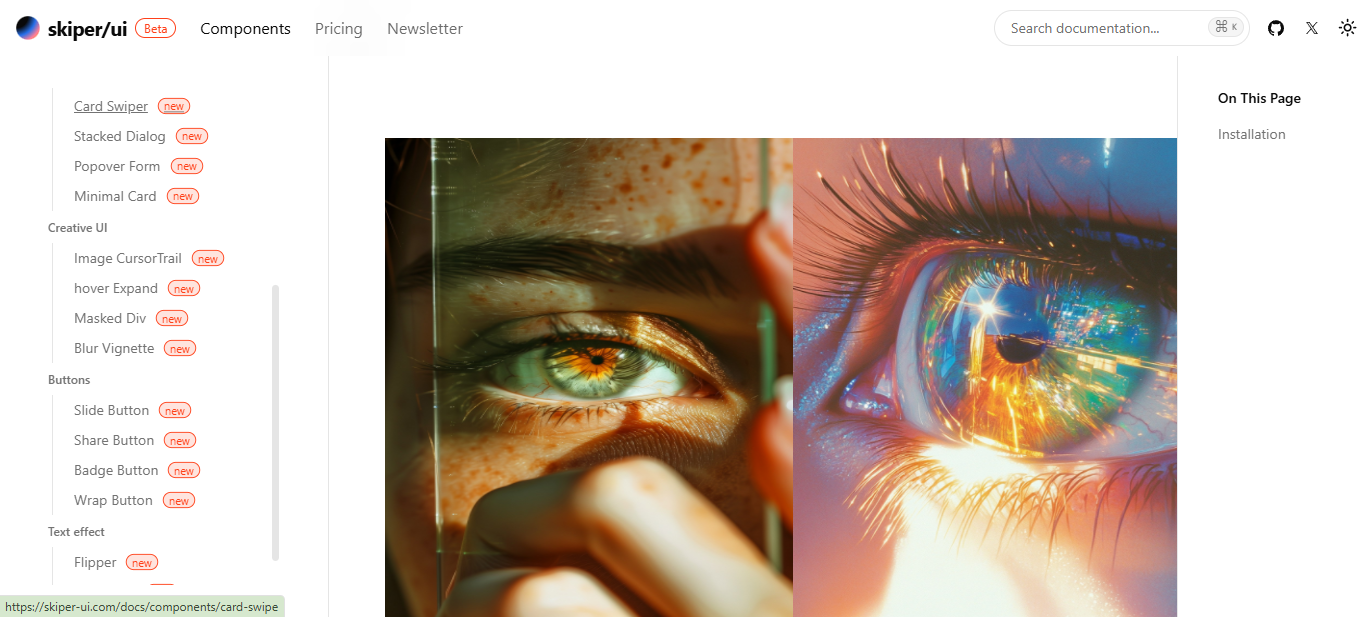 skiper/ui Beta Components Pricing Newsletter Search documentation... ⌘ K
Card Swiper new
Stacked Dialog new
Popover Form new
Minimal Card new
Creative UI
Image CursorTrail new
hover Expand new
Masked Div new
Blur Vignette new
Buttons
Slide Button new
Share Button new
Badge Button new
Wrap Button new
Text effect
Flipper new
https://skiper-ui.com/docs/components/card-swipe
On This Page
Installation